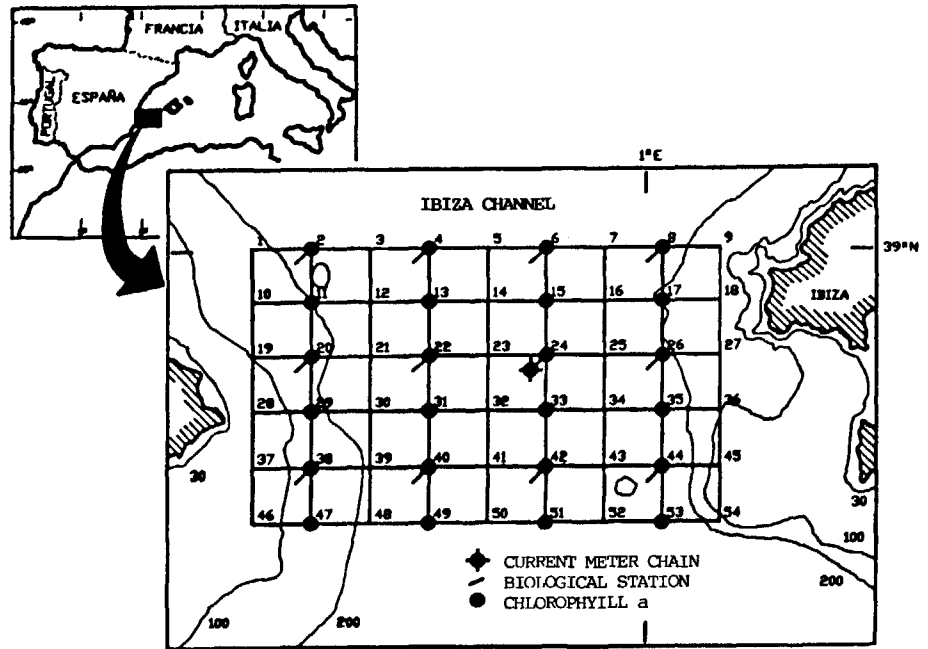 FRANCIA ITALIA
PORTUGAL
ESPAÑA
1°E
IBIZA CHANNEL
1 2 3 4 5 6 7 8 9
39°N
10 11 12 13 14 15 16 17 18
IBIZA
19 20 21 22 23 24 25 26 27
28 29 30 31 32 33 34 35 36
37 38 39 40 41 42 43 44 45
30
30
46 47 48 49 50 51 52 53 54
100
CURRENT METER CHAIN
BIOLOGICAL STATION
200
CHLOROPHYILL a
100 200